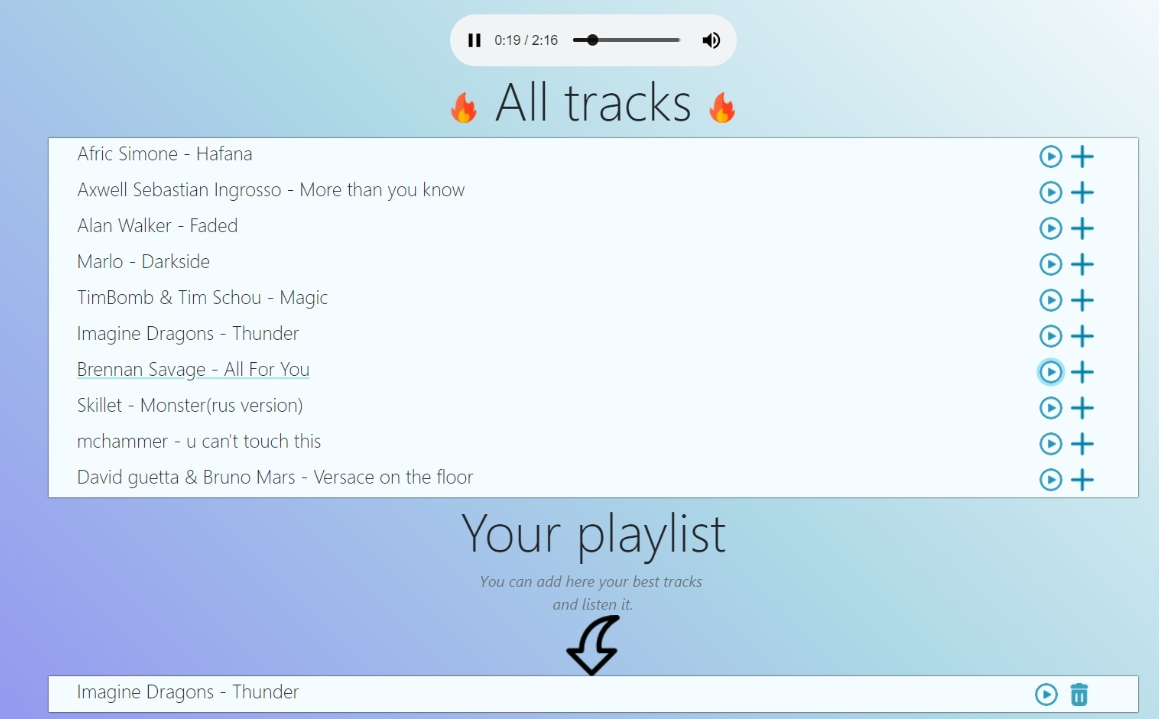 0:19 / 2:16
🔥 All tracks 🔥
Afric Simone - Hafana
Axwell Sebastian Ingrosso - More than you know
Alan Walker - Faded
Marlo - Darkside
TimBomb & Tim Schou - Magic
Imagine Dragons - Thunder
Brennan Savage - All For You
Skillet - Monster(rus version)
mchammer - u can't touch this
David guetta & Bruno Mars - Versace on the floor
Your playlist
You can add here your best tracks
and listen it.
Imagine Dragons - Thunder